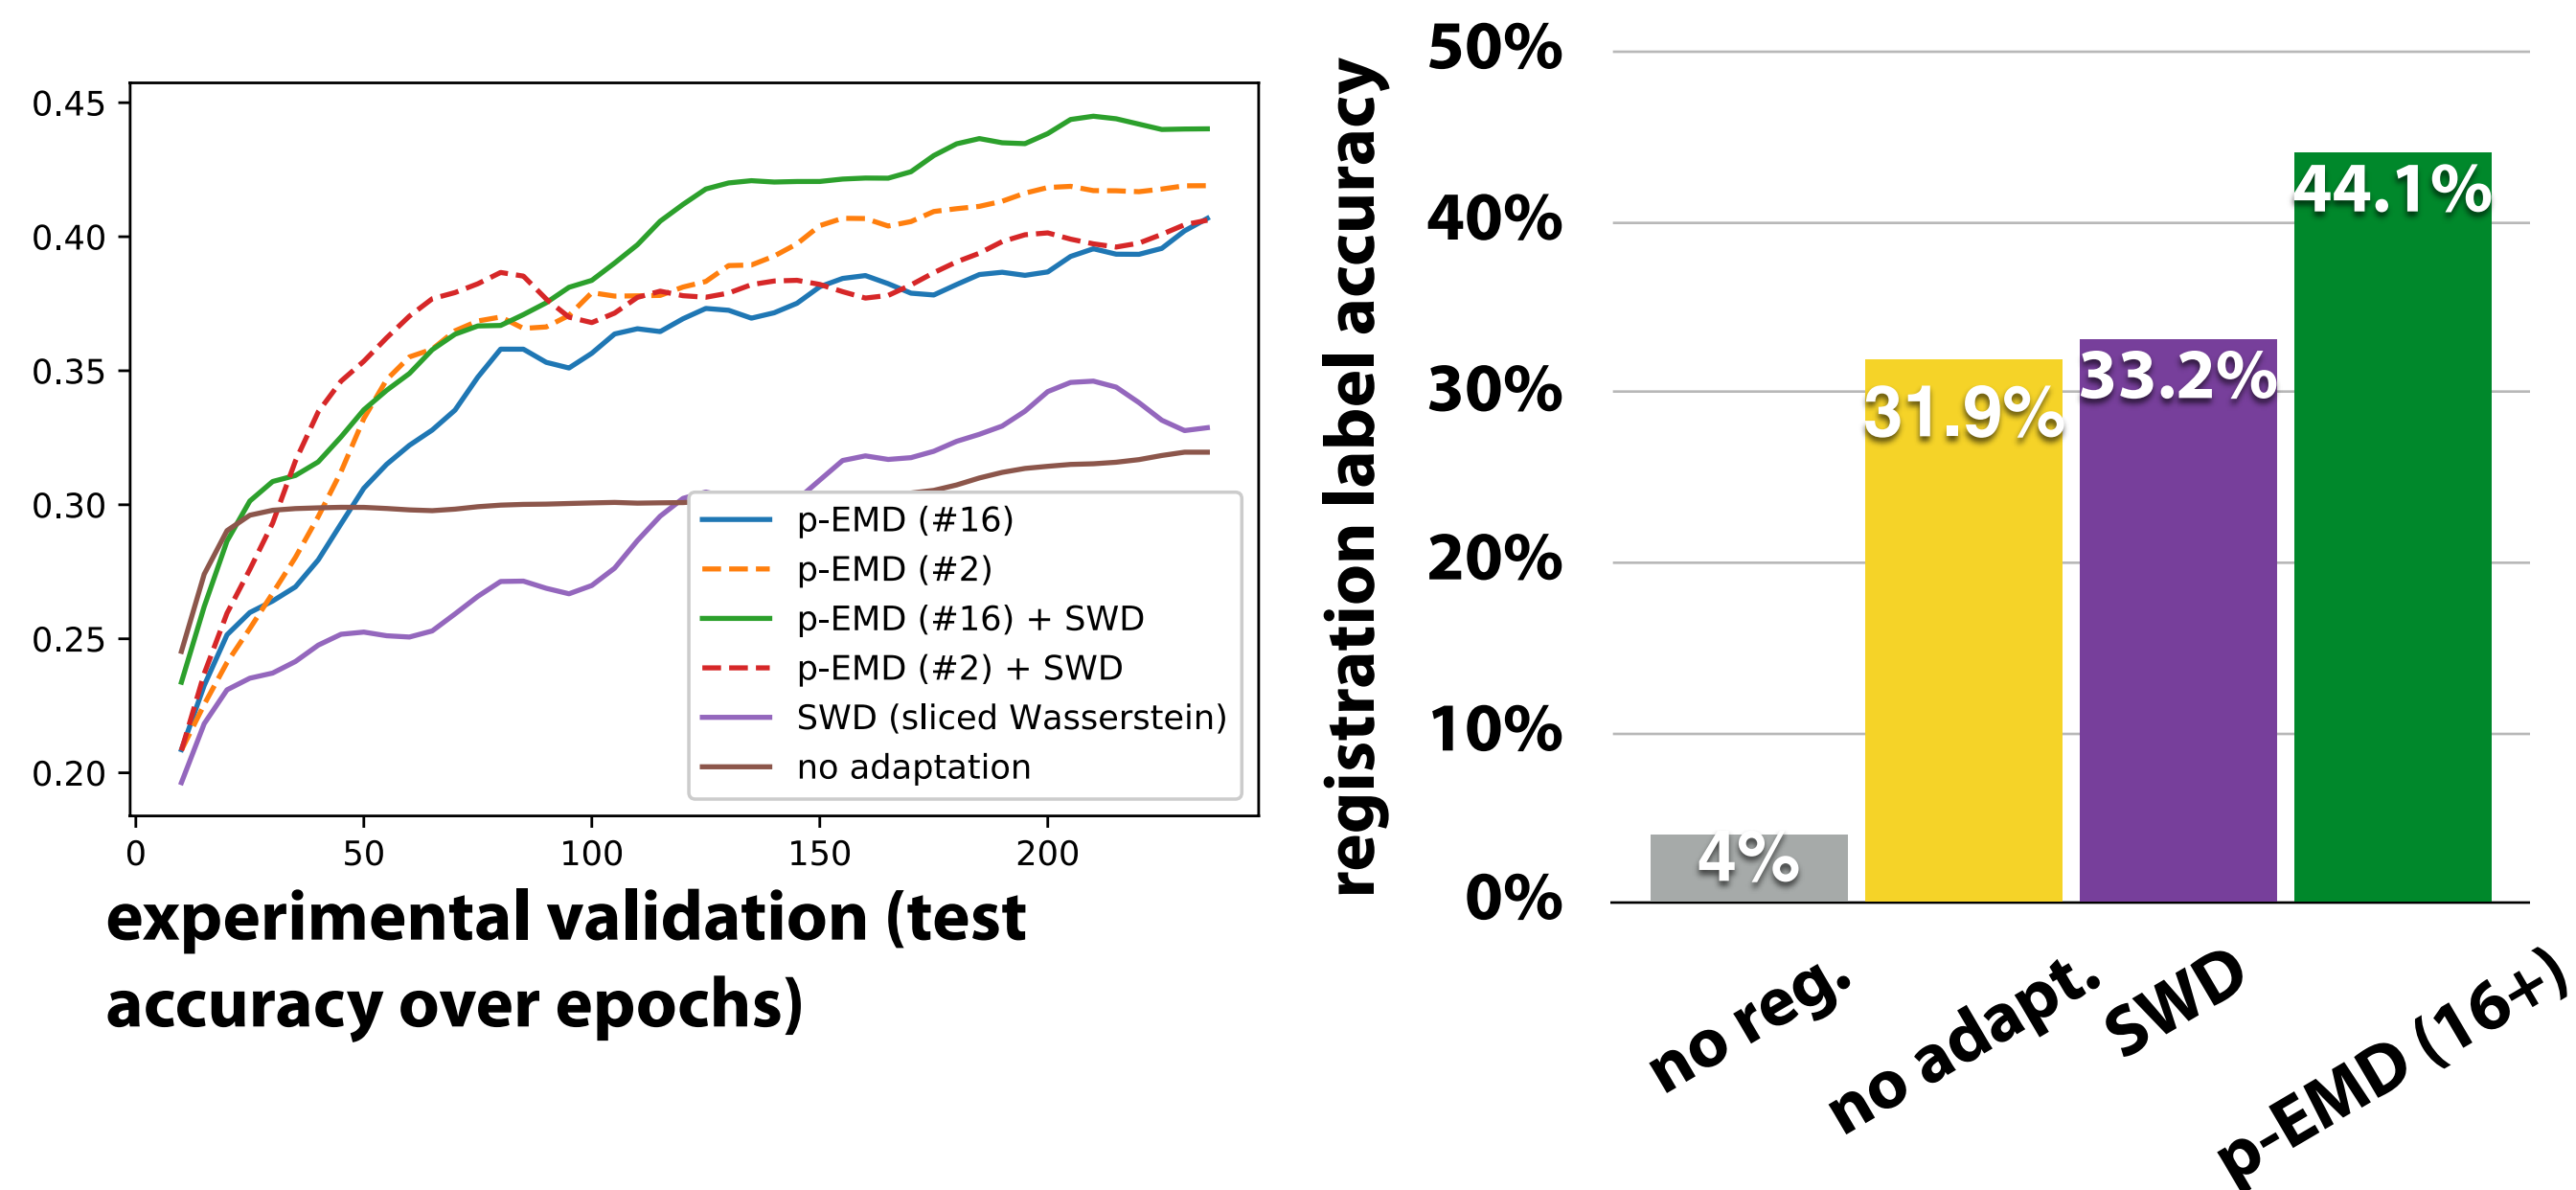 0.45
0.40
0.35
0.30
0.25
0.20
0
50
100
150
200
p-EMD (#16)
p-EMD (#2)
p-EMD (#16) + SWD
p-EMD (#2) + SWD
SWD (sliced Wasserstein)
no adaptation
experimental validation (test
accuracy over epochs)
registration label accuracy
50%
40%
30%
20%
10%
0%
4%
31.9%
33.2%
44.1%
no reg.
no adapt.
SWD
p-EMD (16+)